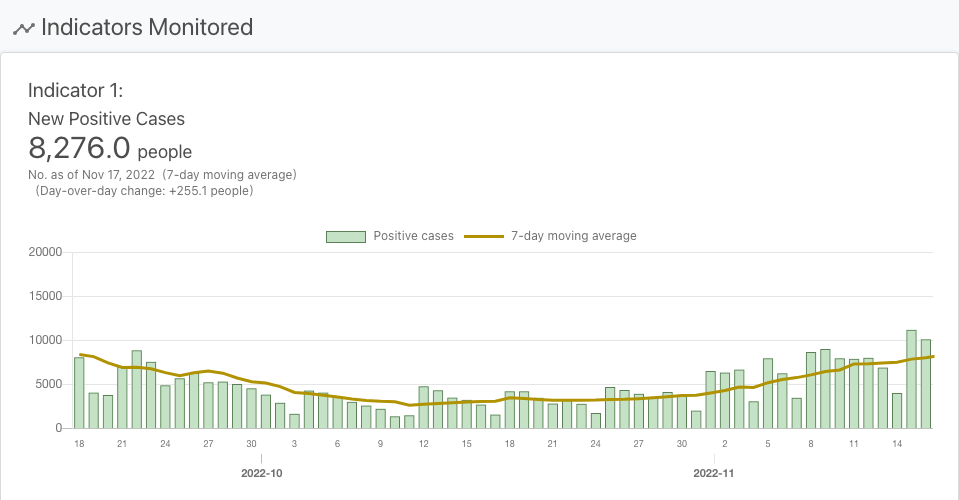 Indicators Monitored
Indicator 1:
New Positive Cases
8,276.0 people
No. as of Nov 17, 2022 (7-day moving average)
(Day-over-day change: +255.1 people)
Positive cases 7-day moving average
20000
15000
10000
5000
0
18 21 24 27 30 3 6 9 12 15 18 21 24 27 30 2 5 8 11 14
2022-10 2022-11